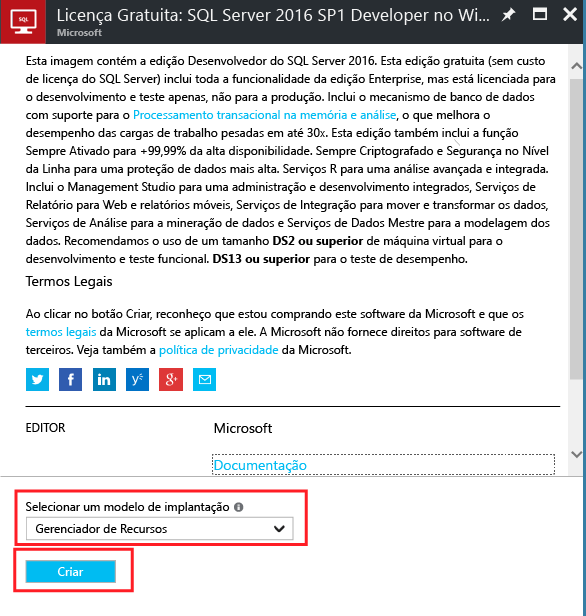 SQL
Licença Gratuita: SQL Server 2016 SP1 Developer no Wi...
Microsoft
Esta imagem contém a edição Desenvolvedor do SQL Server 2016. Esta edição gratuita (sem custo
de licença do SQL Server) inclui toda a funcionalidade da edição Enterprise, mas está licenciada para
o desenvolvimento e teste apenas, não para a produção. Inclui o mecanismo de banco de dados
com suporte para o Processamento transacional na memória e análise, o que melhora o
desempenho das cargas de trabalho pesadas em até 30x. Esta edição também inclui a função
Sempre Ativado para +99,99% da alta disponibilidade. Sempre Criptografado e Segurança no Nível
da Linha para uma proteção de dados mais alta. Serviços R para uma análise avançada e integrada.
Inclui o Management Studio para uma administração e desenvolvimento integrados, Serviços de
Relatório para Web e relatórios móveis, Serviços de Integração para mover e transformar os dados,
Serviços de Análise para a mineração de dados e Serviços de Dados Mestre para a modelagem dos
dados. Recomendamos o uso de um tamanho DS2 ou superior de máquina virtual para o
desenvolvimento e teste funcional. DS13 ou superior para o teste de desempenho.
Termos Legais
Ao clicar no botão Criar, reconheço que estou comprando este software da Microsoft e que os
termos legais da Microsoft se aplicam a ele. A Microsoft não fornece direitos para software de
terceiros. Veja também a política de privacidade da Microsoft.
EDITOR
Microsoft
Documentação
Selecionar um modelo de implantação
Gerenciador de Recursos
Criar